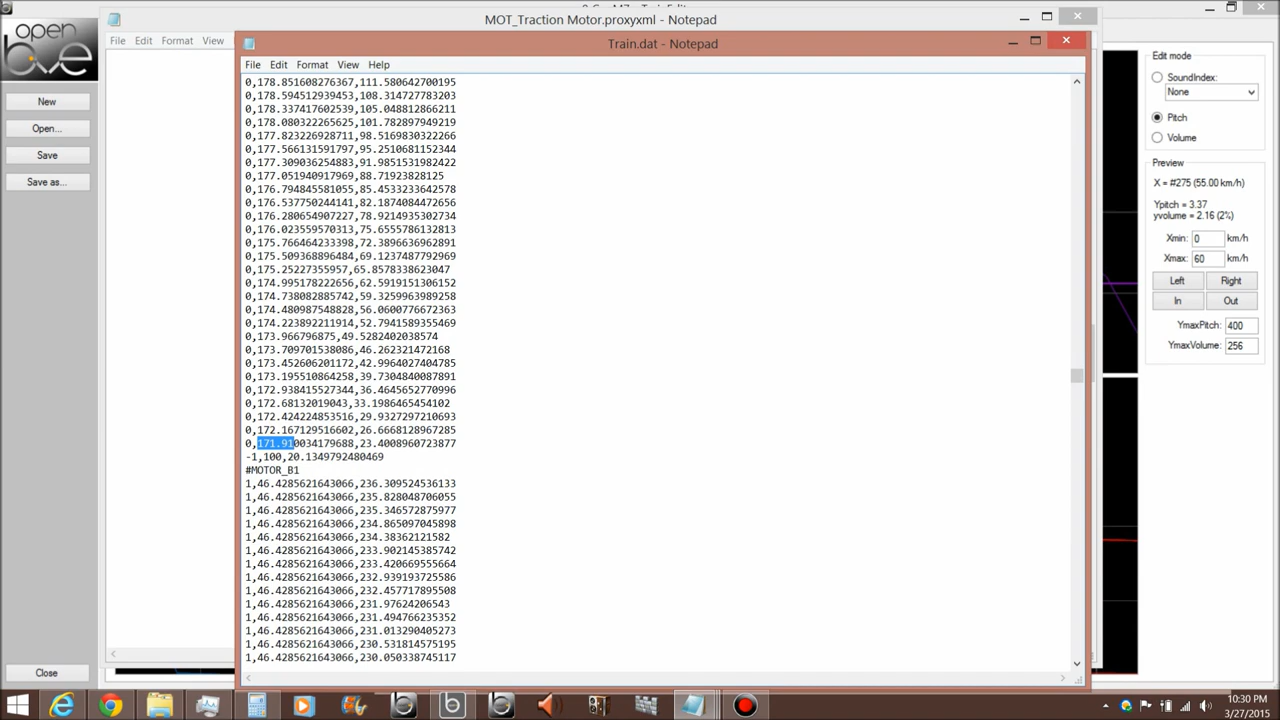 MOT_Traction Motor.proxyxml - Notepad
open
bve
File Edit Format View
Train.dat - Notepad
File Edit Format View Help
New
Open...
Save
Save as...
Close
0,178.851608276367,111.580642700195
0,178.594512939453,108.314727783203
0,178.337417602539,105.048812866211
0,178.080322265625,101.782897949219
0,177.823226928711,98.5169830322266
0,177.566131591797,95.2510681152344
0,177.309036254883,91.9851531982422
0,177.051940917969,88.71923828125
0,176.794845581055,85.4533233642578
0,176.537750244141,82.1874084472656
0,176.280654907227,78.9214935302734
0,176.023559570313,75.6555786132813
0,175.766464233398,72.3896636962891
0,175.509368896484,69.1237487792969
0,175.25227355957,65.8578338623047
0,174.995178222656,62.5919151306152
0,174.738082885742,59.3259963989258
0,174.480987548828,56.0600776672363
0,174.223892211914,52.7941589355469
0,173.966796875,49.5282402038574
0,173.709701538086,46.262321472168
0,173.452606201172,42.9964027404785
0,173.195510864258,39.7304840087891
0,172.938415527344,36.4645652770996
0,172.68132019043,33.1986465454102
0,172.424224853516,29.9327297210693
0,172.167129516602,26.6668128967285
0,171.910034179688,23.4008960723877
-1,100,20.1349792480469
#MOTOR_B1
1,46.4285621643066,236.309524536133
1,46.4285621643066,235.828048706055
1,46.4285621643066,235.346572875977
1,46.4285621643066,234.865097045898
1,46.4285621643066,234.38362121582
1,46.4285621643066,233.902145385742
1,46.4285621643066,233.420669555664
1,46.4285621643066,232.939193725586
1,46.4285621643066,232.457717895508
1,46.4285621643066,231.97624206543
1,46.4285621643066,231.494766235352
1,46.4285621643066,231.013290405273
1,46.4285621643066,230.531814575195
1,46.4285621643066,230.050338745117
Edit mode
SoundIndex:
None
Pitch
Volume
Preview
X = #275 (55.00 km/h)
Ypitch = 3.37
yvolume = 2.16 (2%)
Xmin: 0 km/h
Xmax: 60 km/h
Left Right
In Out
YmaxPitch: 400
YmaxVolume: 256
10:30 PM
3/27/2015